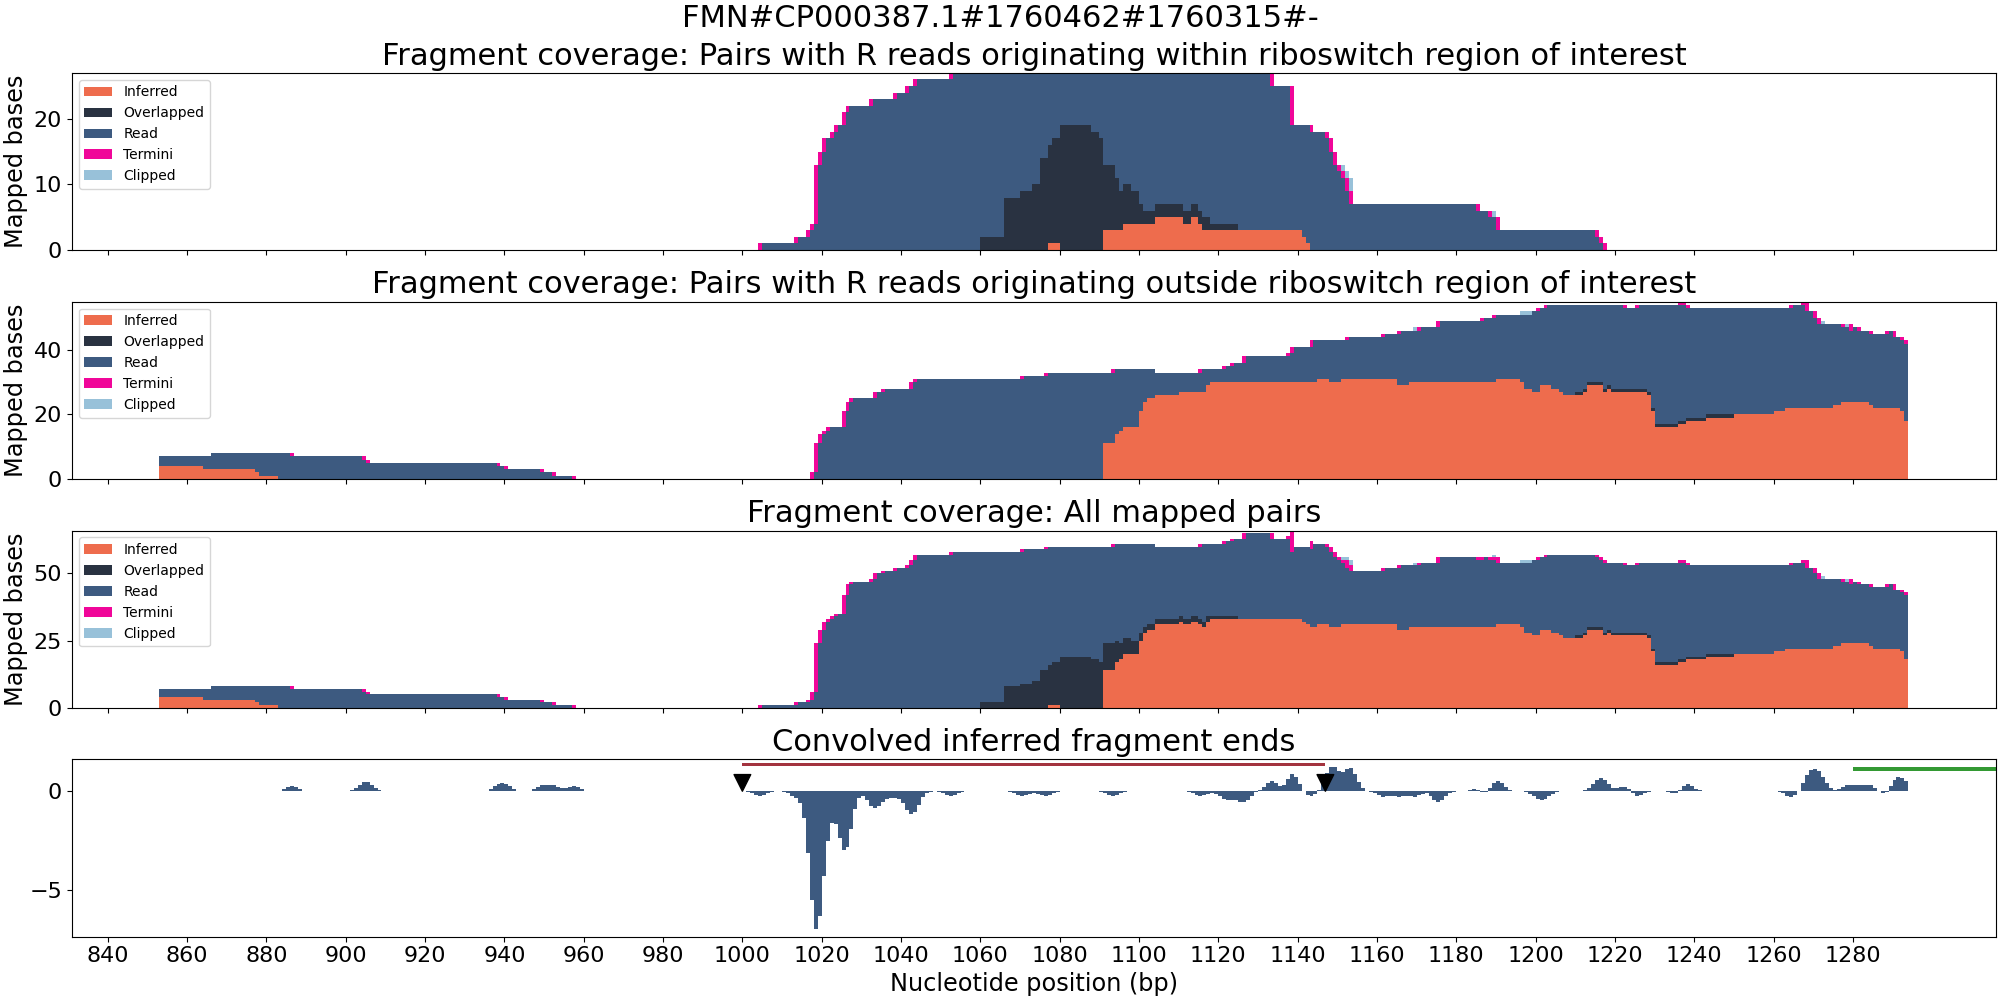 FMN#CP000387.1#1760462#1760315#-
Fragment coverage: Pairs with R reads originating within riboswitch region of interest
Mapped bases
20
10
0
Inferred
Overlapped
Read
Termini
Clipped
Fragment coverage: Pairs with R reads originating outside riboswitch region of interest
Mapped bases
40
20
0
Inferred
Overlapped
Read
Termini
Clipped
Fragment coverage: All mapped pairs
Mapped bases
50
25
0
Inferred
Overlapped
Read
Termini
Clipped
Convolved inferred fragment ends
0
−5
840 860 880 900 920 940 960 980 1000 1020 1040 1060 1080 1100 1120 1140 1160 1180 1200 1220 1240 1260 1280
Nucleotide position (bp)